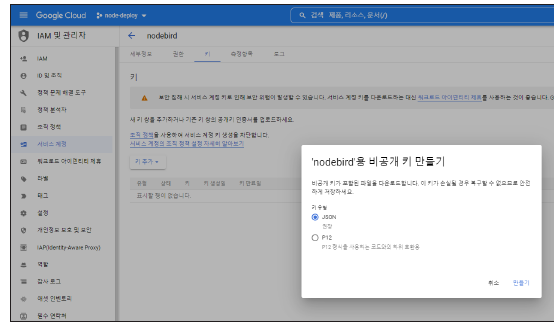 Google Cloud
node-deploy
검색 제품, 리소스, 문서(/)
IAM 및 관리자
nodebird
세부정보 권한 키 측정항목 로그
IAM
ID 및 조직
정책 문제 해결 도구
정책 분석자
조직 정책
서비스 계정
워크로드 아이덴티티 제휴
라벨
태그
설정
개인정보 보호 및 보안
IAP(Identity-Aware Proxy)
역할
감사 로그
애셋 인벤토리
필수 연락처
키
보안 침해 시 서비스 계정 키로 인해 보안 위협이 발생할 수 있습니다. 서비스 계정 키를 다운로드하는 대신 워크로드 아이덴티티 제휴를 사용하는 것이 좋습니다.
새 키 쌍을 추가하거나 기존 키 쌍의 공개키 인증서를 업로드하세요.
조직 정책을 사용하여 서비스 계정 키 생성을 차단합니다.
서비스 계정의 조직 정책 설정 자세히 알아보기
키 추가
유형 상태 키 키 생성일 키 만료일
표시할 행이 없습니다.
'nodebird'용 비공개 키 만들기
비공개 키가 포함된 파일을 다운로드합니다. 이 키가 손실될 경우 복구할 수 없으므로 안전
하게 저장하세요.
키 유형
JSON
권장
P12
P12 형식을 사용하는 코드와의 하위 호환용
취소 만들기